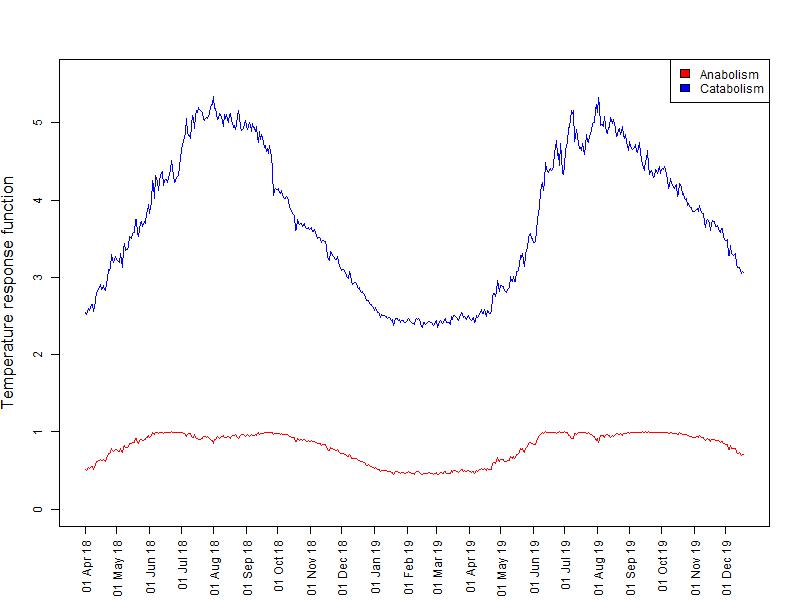 Anabolism
Catabolism
Temperature response function
5
4
3
2
1
0
01 Apr 18
01 May 18
01 Jun 18
01 Jul 18
01 Aug 18
01 Sep 18
01 Oct 18
01 Nov 18
01 Dec 18
01 Jan 19
01 Feb 19
01 Mar 19
01 Apr 19
01 May 19
01 Jun 19
01 Jul 19
01 Aug 19
01 Sep 19
01 Oct 19
01 Nov 19
01 Dec 19